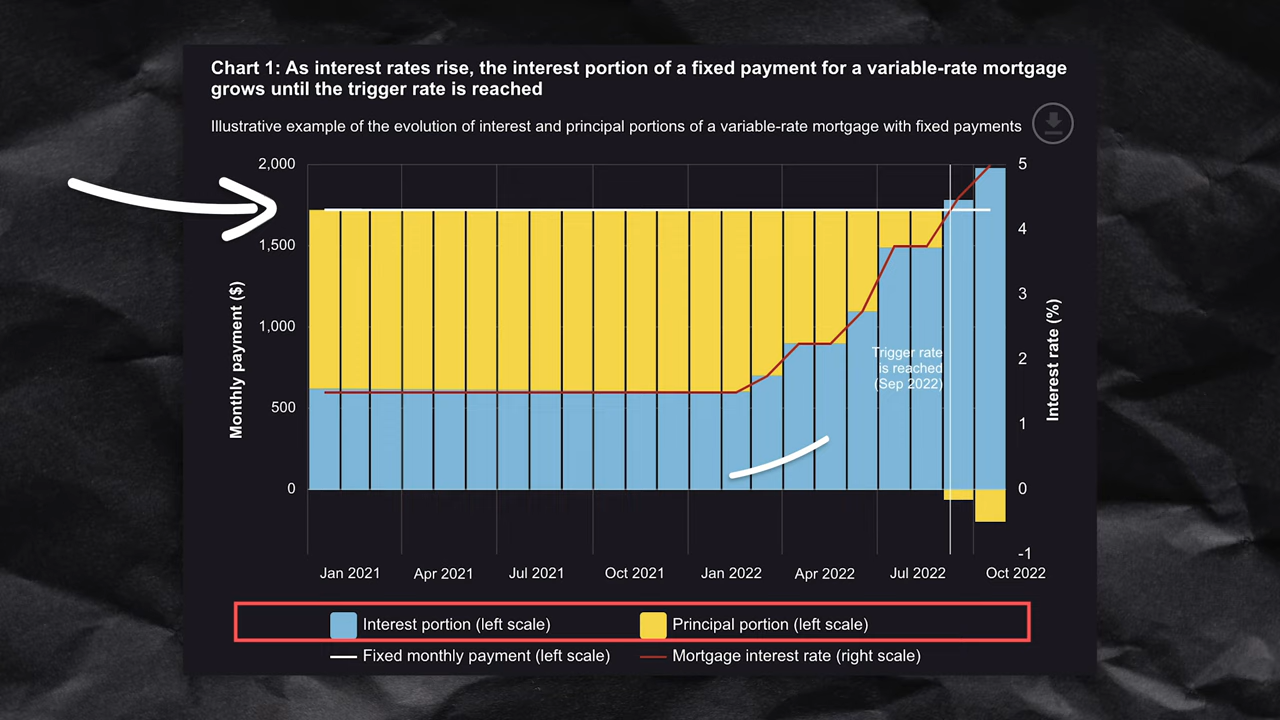 Chart 1: As interest rates rise, the interest portion of a fixed payment for a variable-rate mortgage
grows until the trigger rate is reached
Illustrative example of the evolution of interest and principal portions of a variable-rate mortgage with fixed payments
2,000
1,500
1,000
500
0
Monthly payment ($)
5
4
3
2
1
0
-1
Interest rate (%)
Trigger rate
is reached
(Sep 2022)
Jan 2021
Apr 2021
Jul 2021
Oct 2021
Jan 2022
Apr 2022
Jul 2022
Oct 2022
Interest portion (left scale)
Principal portion (left scale)
Fixed monthly payment (left scale)
Mortgage interest rate (right scale)